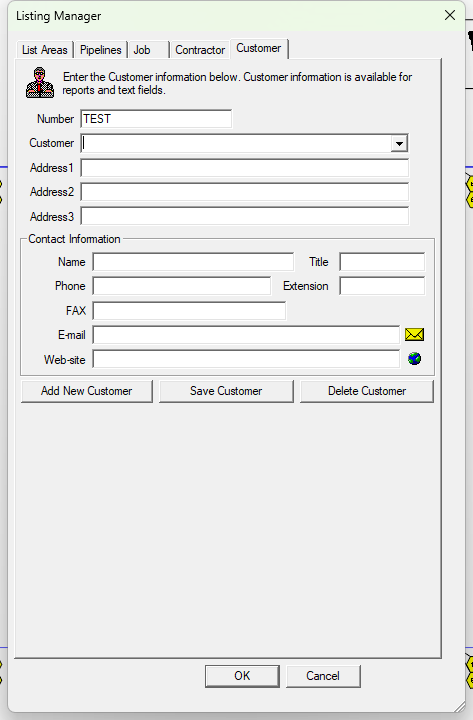 Listing Manager
List Areas Pipelines Job Contractor Customer
Enter the Customer information below. Customer information is available for
reports and text fields.
Number TEST
Customer
Address1
Address2
Address3
Contact Information
Name Title
Phone Extension
FAX
E-mail
Web-site
Add New Customer Save Customer Delete Customer
OK Cancel